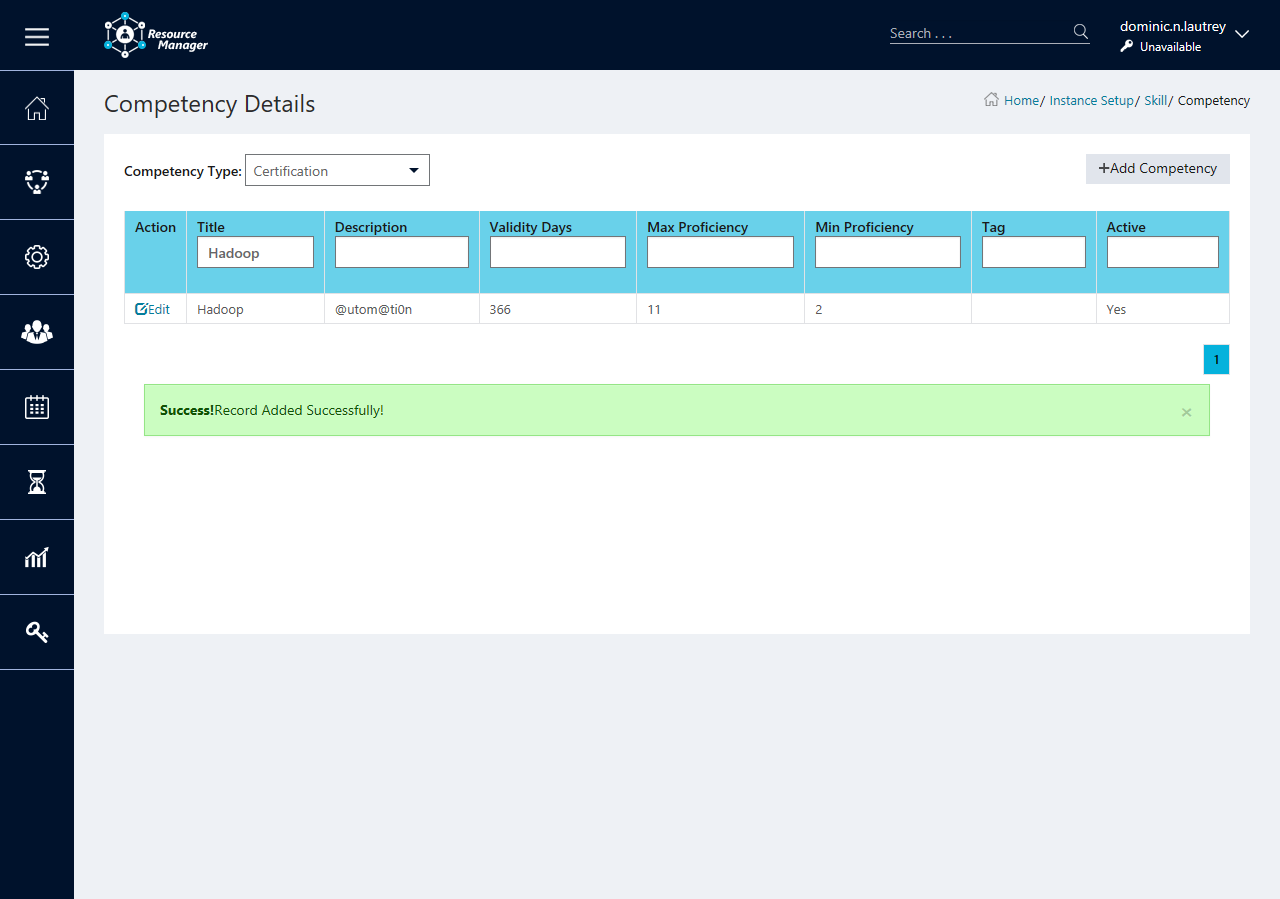 Resource
Manager
Search . . .
dominic.n.lautrey
Unavailable
Competency Details
Home/ Instance Setup/ Skill/ Competency
Competency Type: Certification
+Add Competency
Action Title Description Validity Days Max Proficiency Min Proficiency Tag Active
Hadoop
Edit Hadoop @utom@ti0n 366 11 2 Yes
1
Success!Record Added Successfully! ×